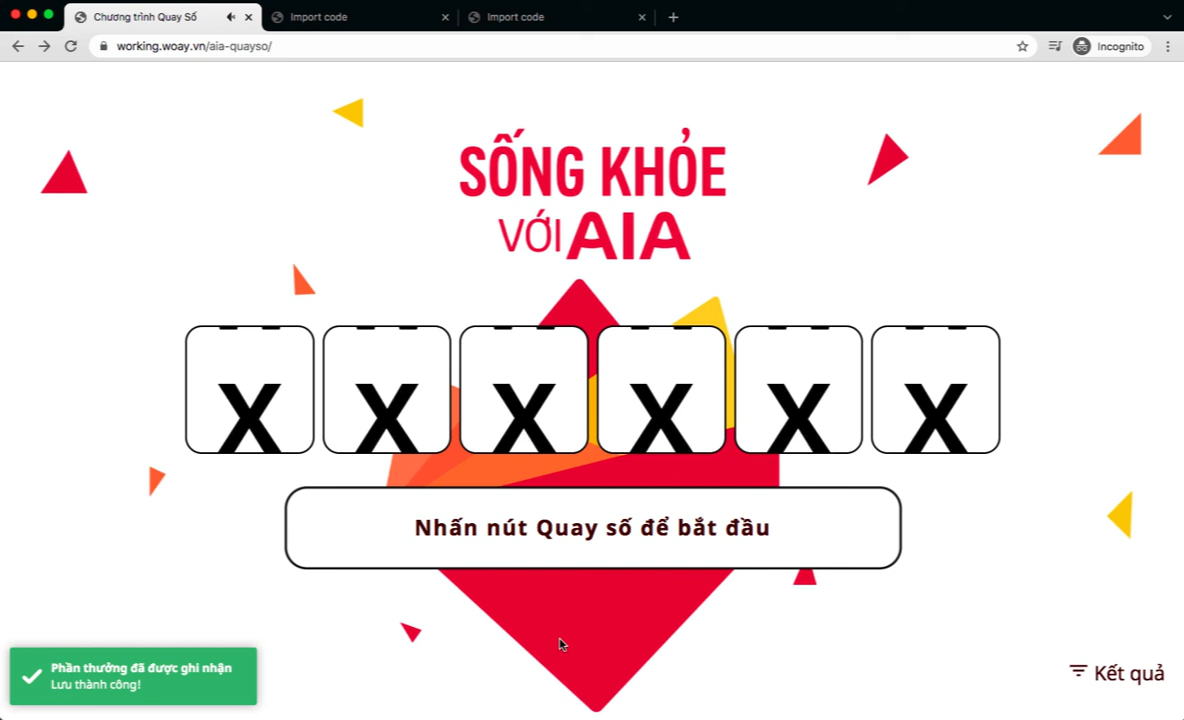 Chương trình Quay Số
Import code
Import code
working.woay.vn/aia-quayso/
Incognito
SỐNG KHỎE
VỚI AIA
X X X X X X
Nhấn nút Quay số để bắt đầu
Phần thưởng đã được ghi nhận
Lưu thành công!
Kết quả